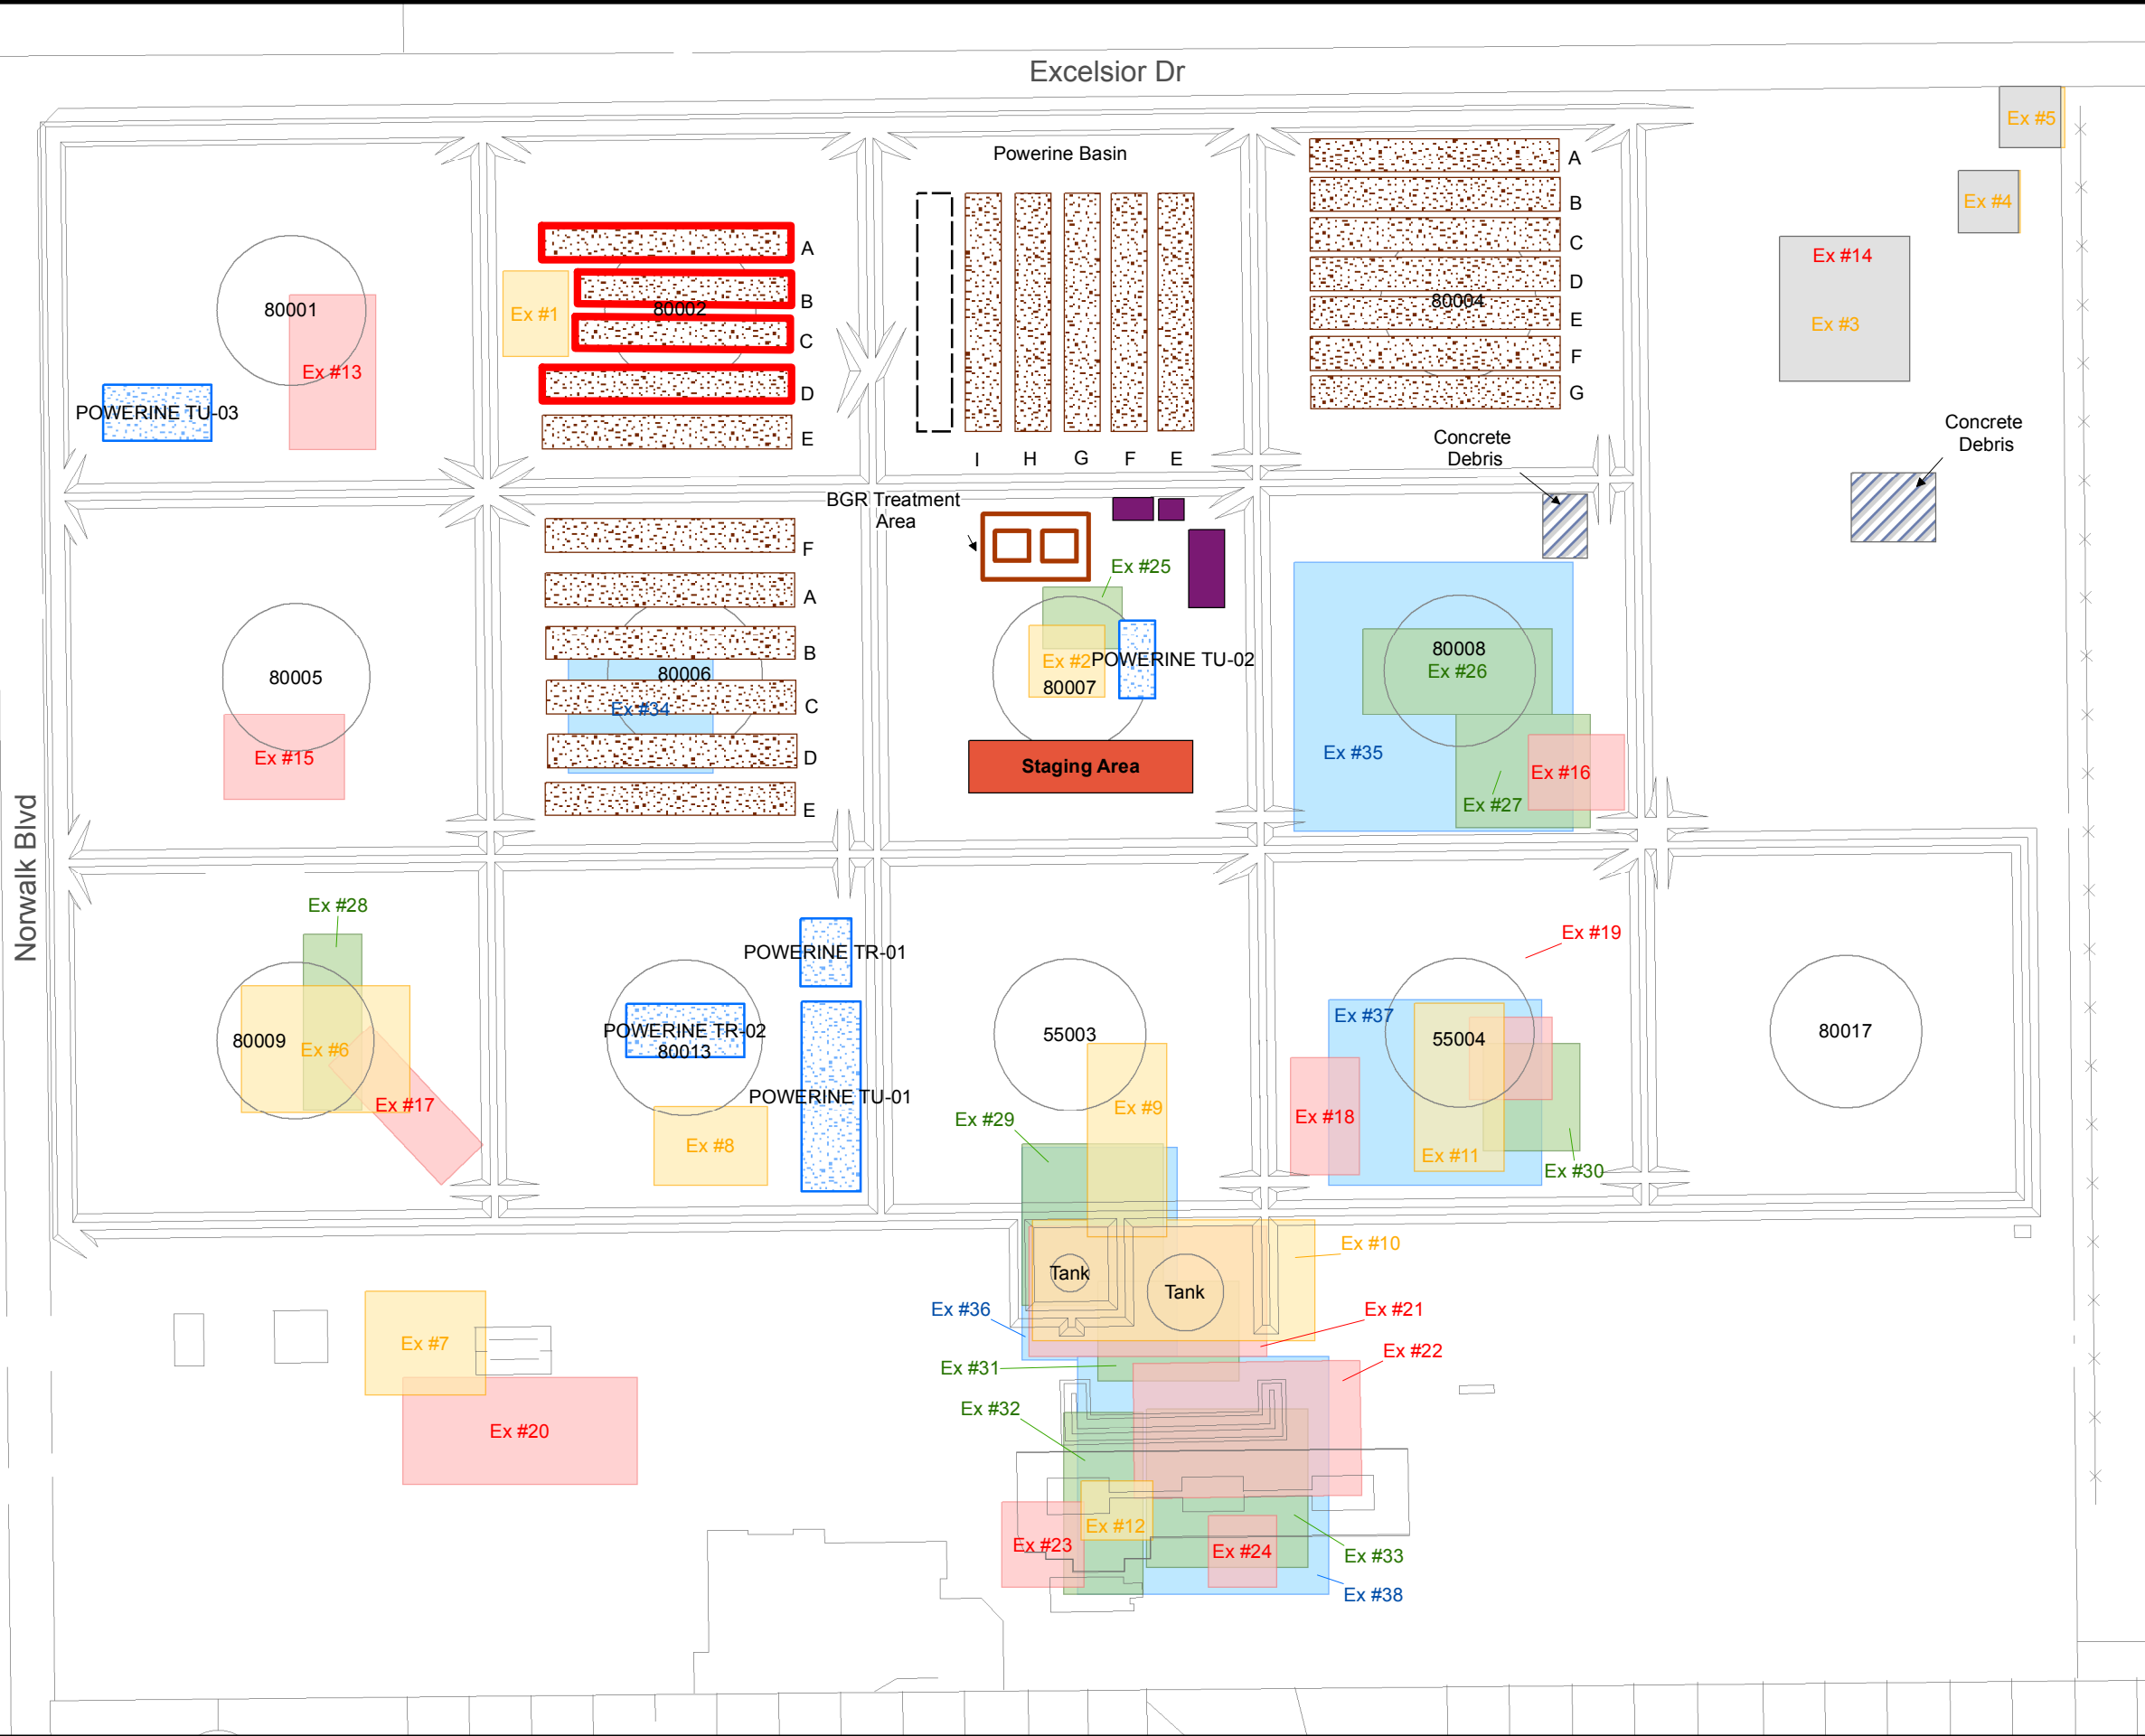 Excelsior Dr
Norwalk Blvd
Ex #5
Ex #4
Ex #14
Ex #3
Concrete
Debris
Powerine Basin
80001
Ex #13
POWERINE TU-03
Ex #1
80002
A
B
C
D
E
I
H
G
F
E
A
B
C
D
E
F
G
80004
Concrete
Debris
BGR Treatment
Area
80005
Ex #15
F
A
B
C
D
E
80006
Ex #34
Ex #25
Ex #2
POWERINE TU-02
80007
Staging Area
80008
Ex #26
Ex #35
Ex #16
Ex #27
Ex #28
80009
Ex #6
Ex #17
POWERINE TR-01
POWERINE TR-02
80013
POWERINE TU-01
Ex #8
55003
Ex #9
Ex #29
Ex #19
Ex #37
55004
Ex #18
Ex #11
Ex #30
80017
Ex #10
Tank
Tank
Ex #36
Ex #21
Ex #31
Ex #22
Ex #7
Ex #20
Ex #32
Ex #12
Ex #23
Ex #24
Ex #33
Ex #38